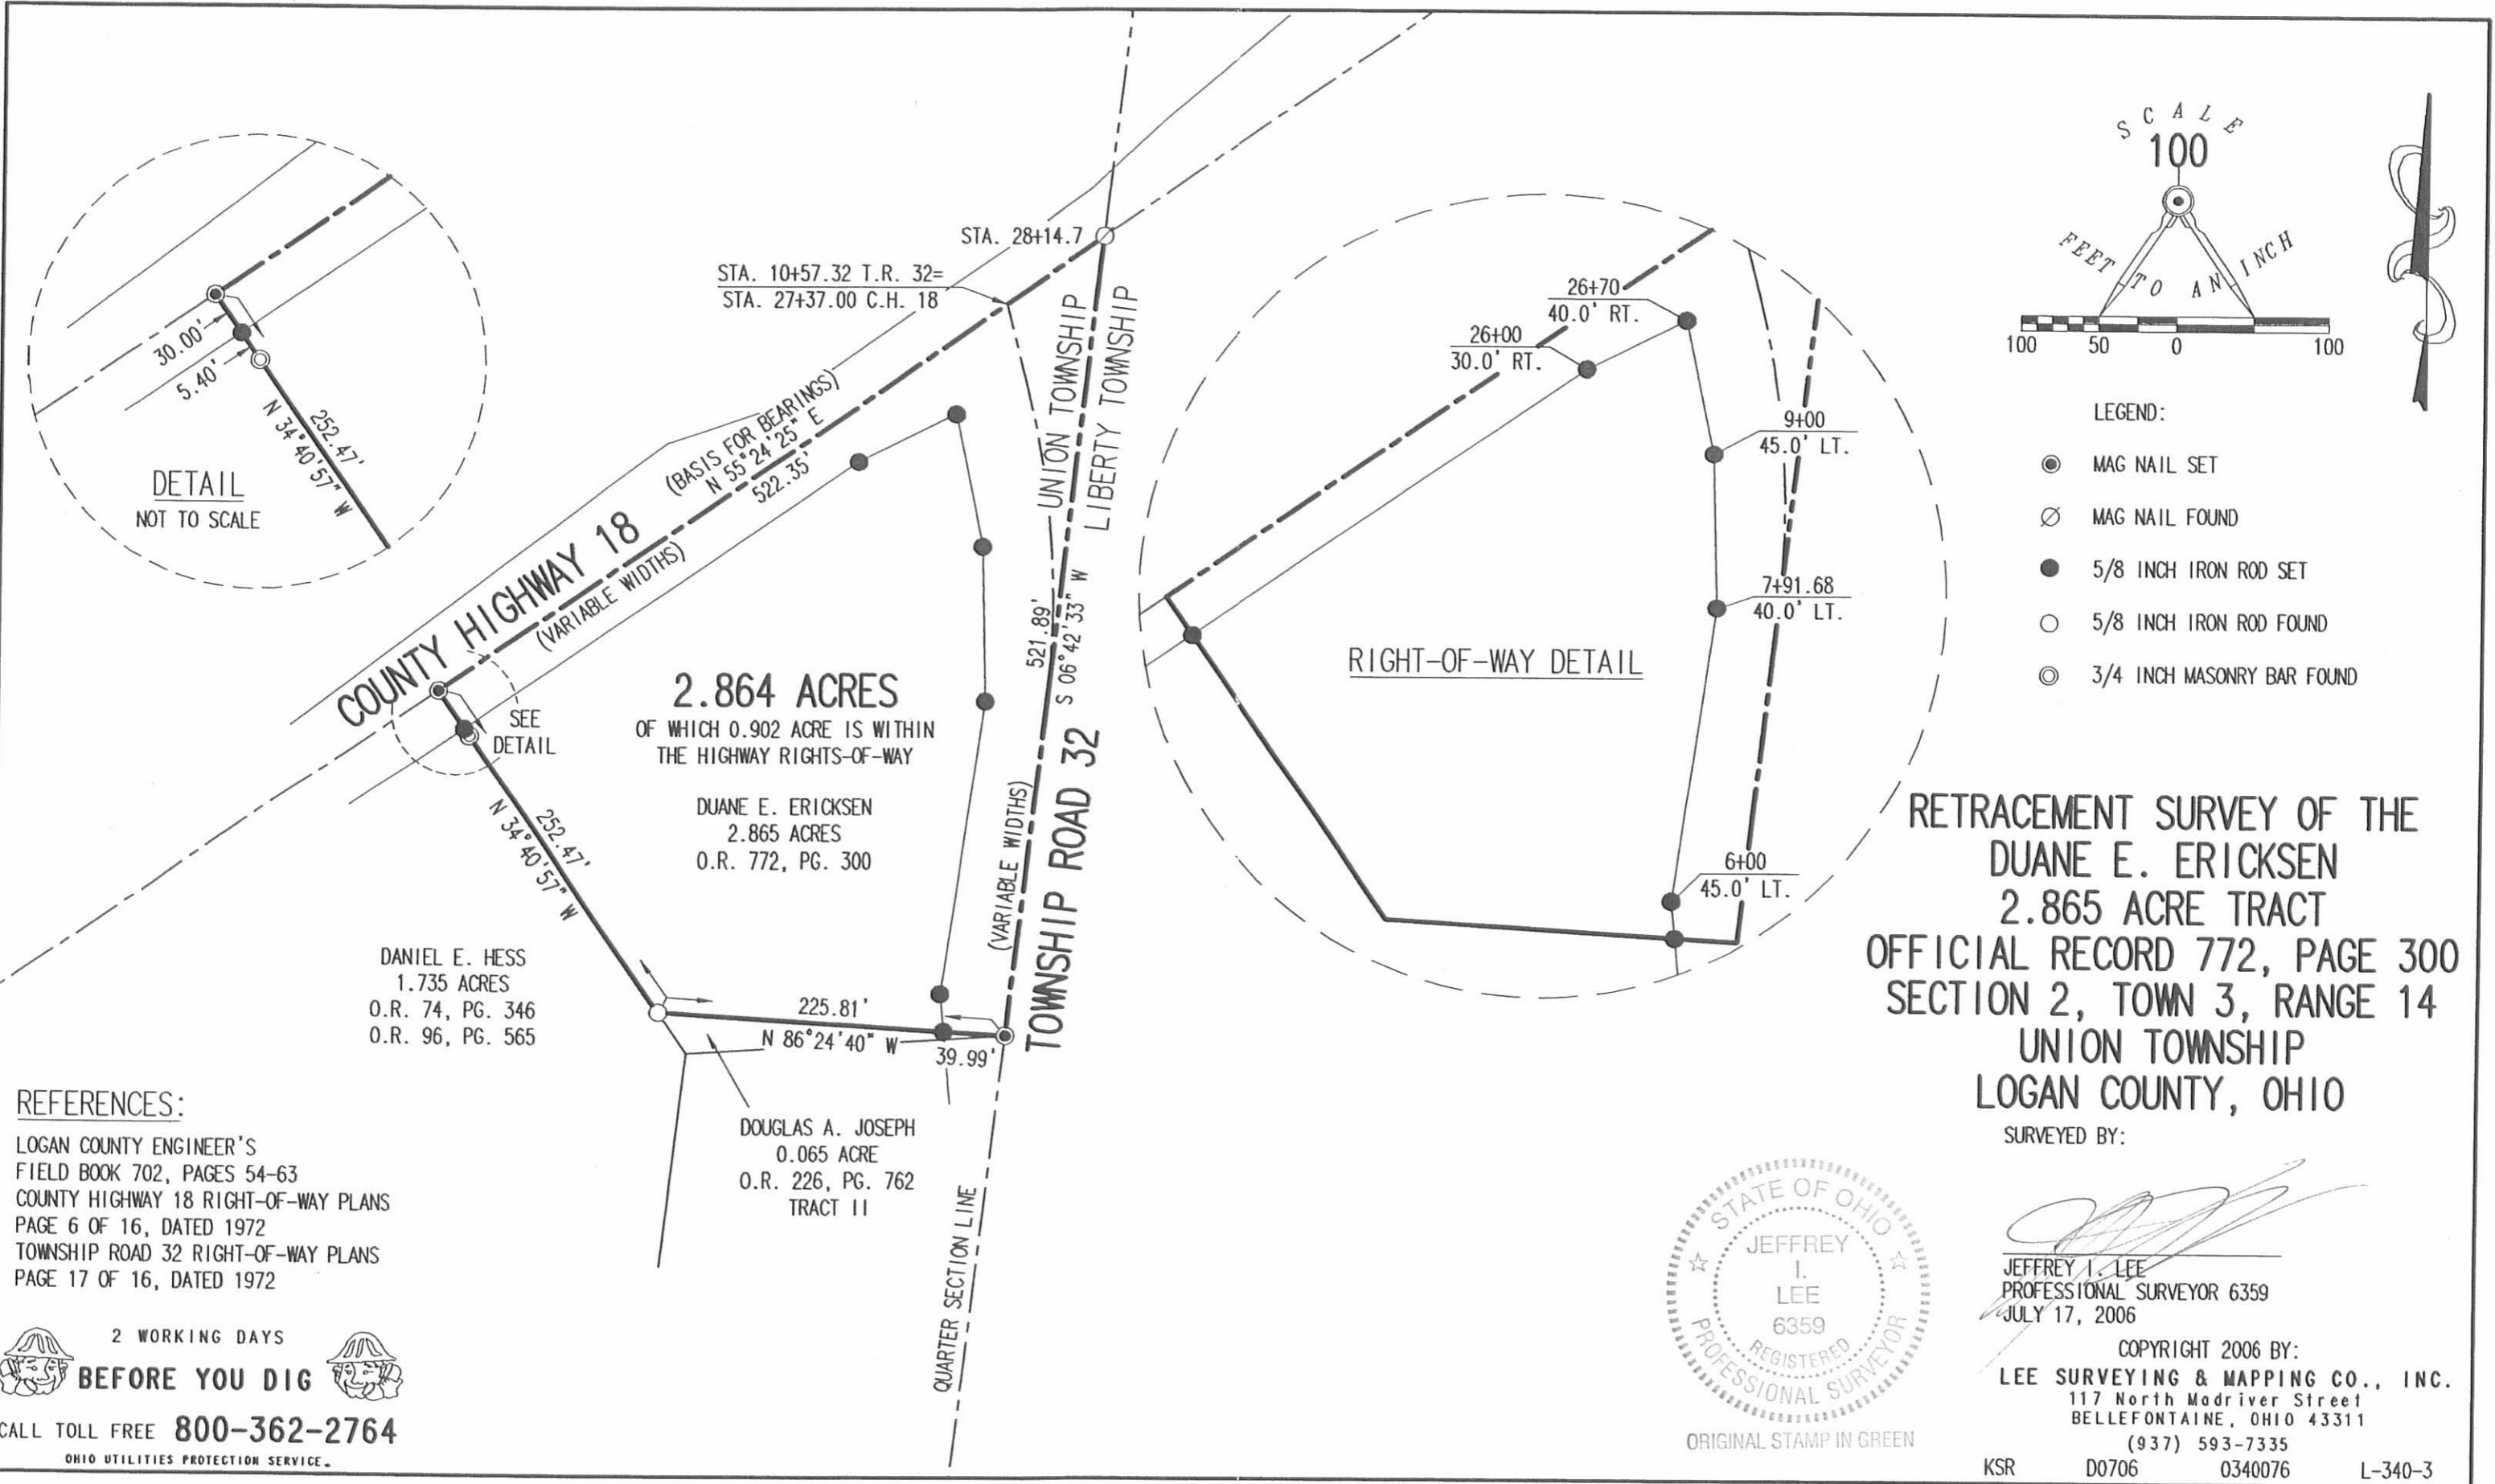 STA. 28+14.7
STA. 10+57.32 T.R. 32=
STA. 27+37.00 C.H. 18
30.00'
5.40'
252.47'
N 34°40'57" W
DETAIL
NOT TO SCALE
(BASIS FOR BEARINGS)
N 55°24'25" E
522.35'
COUNTY HIGHWAY 18
(VARIABLE WIDTHS)
UNION TOWNSHIP
LIBERTY TOWNSHIP
521.89'
S 06°42'33" W
(VARIABLE WIDTHS)
TOWNSHIP ROAD 32
SEE
DETAIL
2.864 ACRES
OF WHICH 0.902 ACRE IS WITHIN
THE HIGHWAY RIGHTS-OF-WAY
DUANE E. ERICKSEN
2.865 ACRES
O.R. 772, PG. 300
252.47'
N 34°40'57" W
DANIEL E. HESS
1.735 ACRES
O.R. 74, PG. 346
O.R. 96, PG. 565
225.81'
N 86°24'40" W
39.99'
DOUGLAS A. JOSEPH
0.065 ACRE
O.R. 226, PG. 762
TRACT II
QUARTER SECTION LINE
REFERENCES:
LOGAN COUNTY ENGINEER'S
FIELD BOOK 702, PAGES 54-63
COUNTY HIGHWAY 18 RIGHT-OF-WAY PLANS
PAGE 6 OF 16, DATED 1972
TOWNSHIP ROAD 32 RIGHT-OF-WAY PLANS
PAGE 17 OF 16, DATED 1972
2 WORKING DAYS
BEFORE YOU DIG
CALL TOLL FREE 800-362-2764
OHIO UTILITIES PROTECTION SERVICE.
26+70
40.0' RT.
26+00
30.0' RT.
9+00
45.0' LT.
7+91.68
40.0' LT.
RIGHT-OF-WAY DETAIL
6+00
45.0' LT.
SCALE
100
FEET TO AN INCH
100 50 0 100
LEGEND:
MAG NAIL SET
MAG NAIL FOUND
5/8 INCH IRON ROD SET
5/8 INCH IRON ROD FOUND
3/4 INCH MASONRY BAR FOUND
RETRACEMENT SURVEY OF THE
DUANE E. ERICKSEN
2.865 ACRE TRACT
OFFICIAL RECORD 772, PAGE 300
SECTION 2, TOWN 3, RANGE 14
UNION TOWNSHIP
LOGAN COUNTY, OHIO
SURVEYED BY:
JEFFREY I. LEE
PROFESSIONAL SURVEYOR 6359
JULY 17, 2006
STATE OF OHIO
JEFFREY
I.
LEE
6359
REGISTERED
PROFESSIONAL SURVEYOR
ORIGINAL STAMP IN GREEN
COPYRIGHT 2006 BY:
LEE SURVEYING & MAPPING CO., INC.
117 North Madriver Street
BELLEFONTAINE, OHIO 43311
(937) 593-7335
KSR D0706 0340076 L-340-3